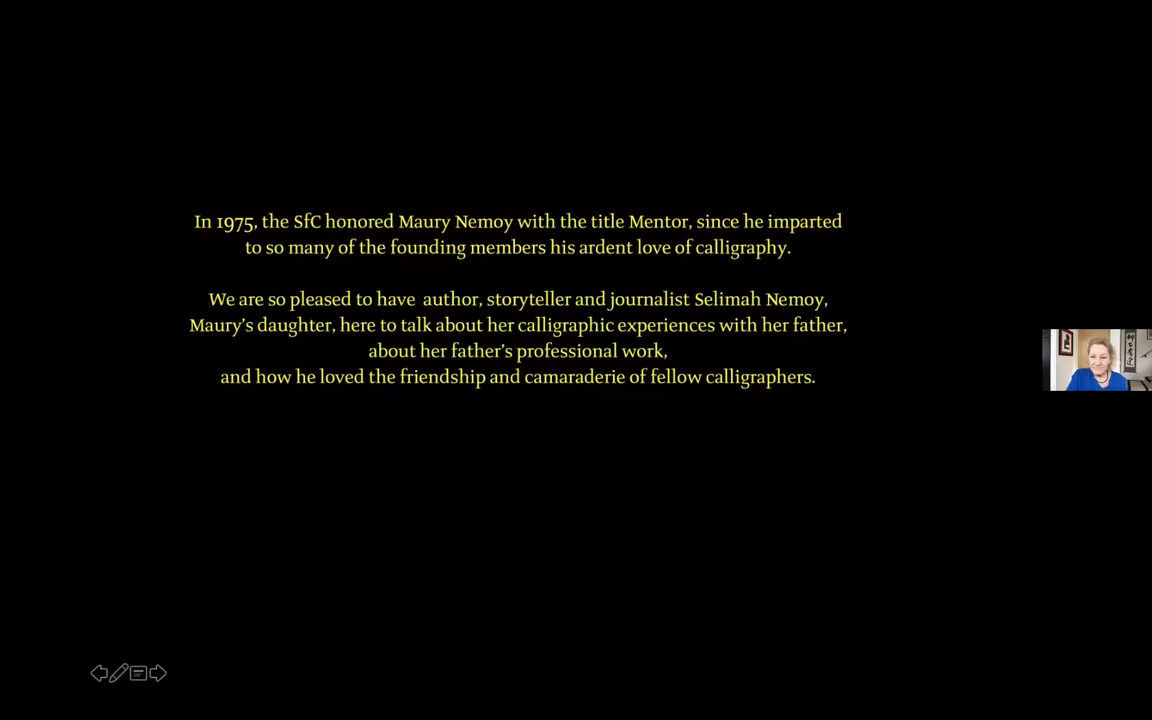 In 1975, the SfC honored Maury Nemoy with the title Mentor, since he imparted
to so many of the founding members his ardent love of calligraphy.
We are so pleased to have author, storyteller and journalist Selimah Nemoy,
Maury's daughter, here to talk about her calligraphic experiences with her father,
about her father's professional work,
and how he loved the friendship and camaraderie of fellow calligraphers.